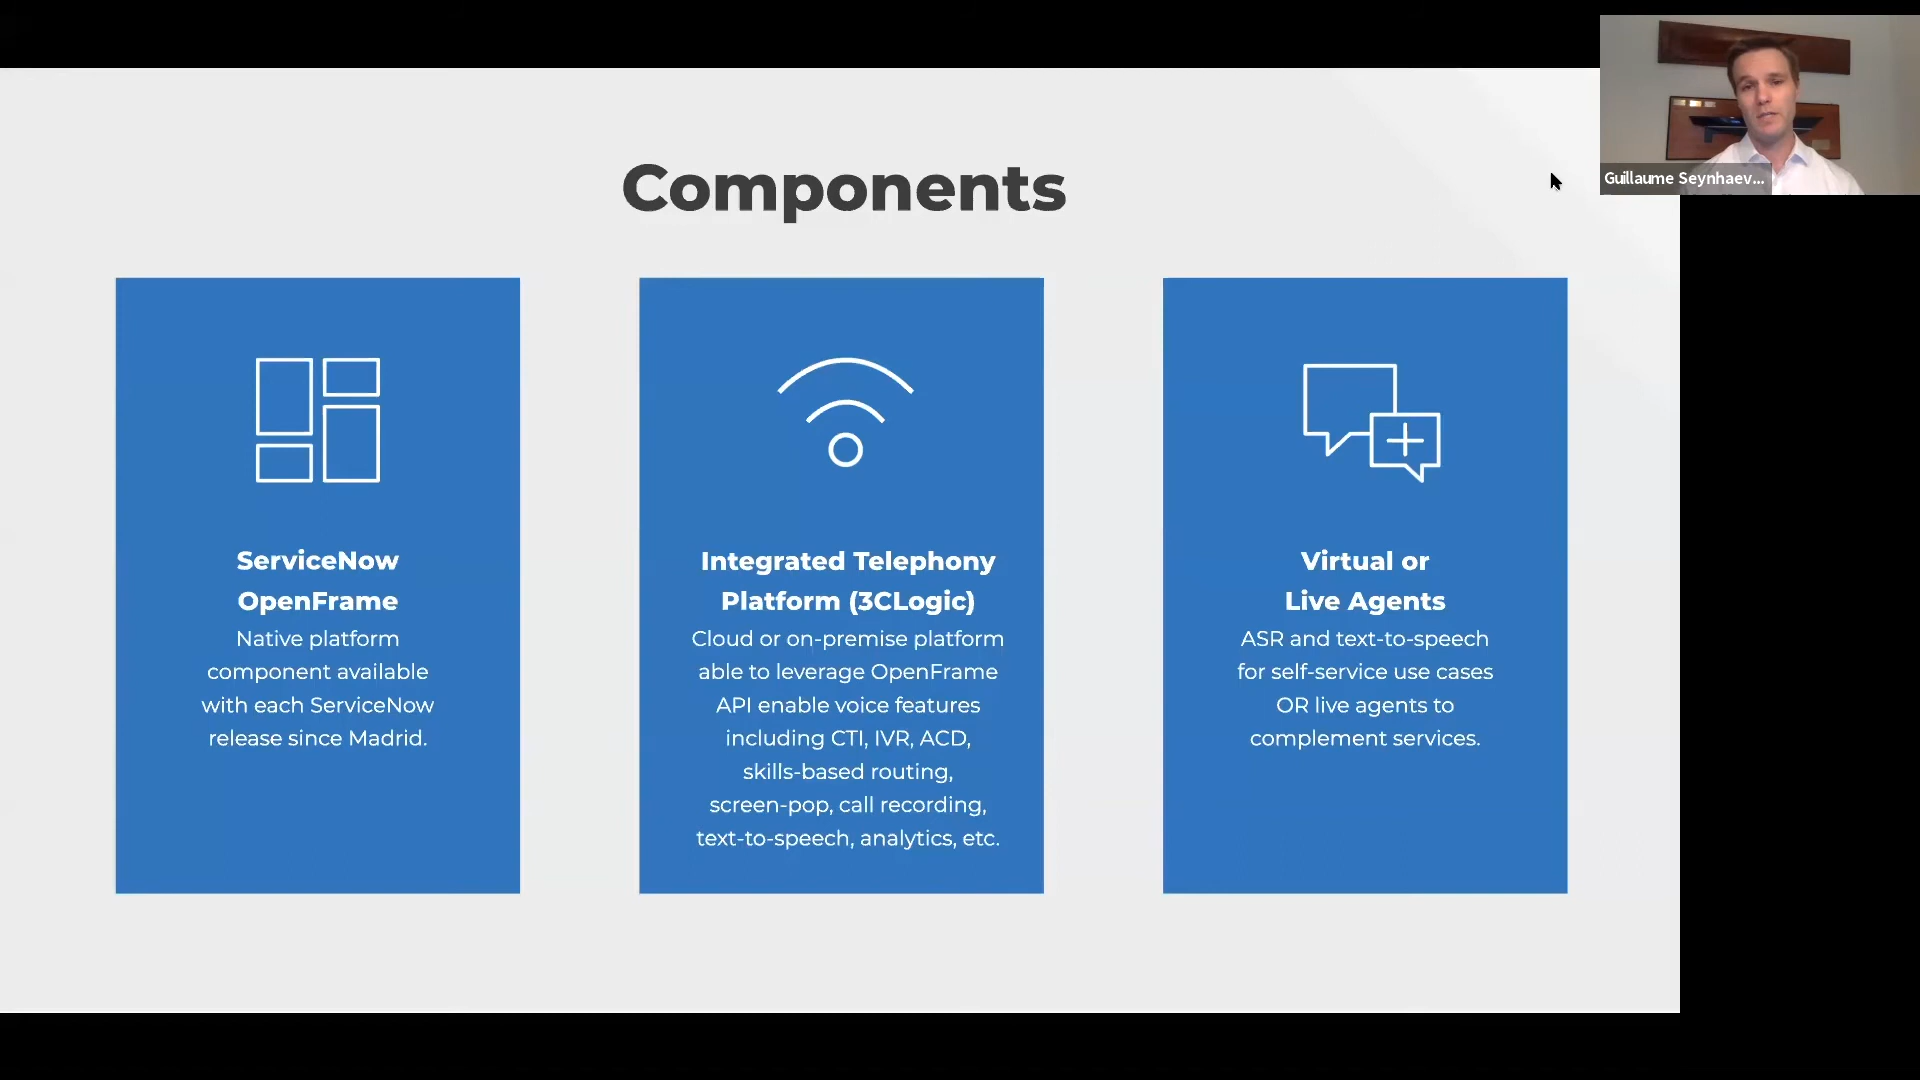 Components
Guillaume Seynhaev...
ServiceNow
OpenFrame
Native platform
component available
with each ServiceNow
release since Madrid.
Integrated Telephony
Platform (3CLogic)
Cloud or on-premise platform
able to leverage OpenFrame
API enable voice features
including CTI, IVR, ACD,
skills-based routing,
screen-pop, call recording,
text-to-speech, analytics, etc.
Virtual or
Live Agents
ASR and text-to-speech
for self-service use cases
OR live agents to
complement services.